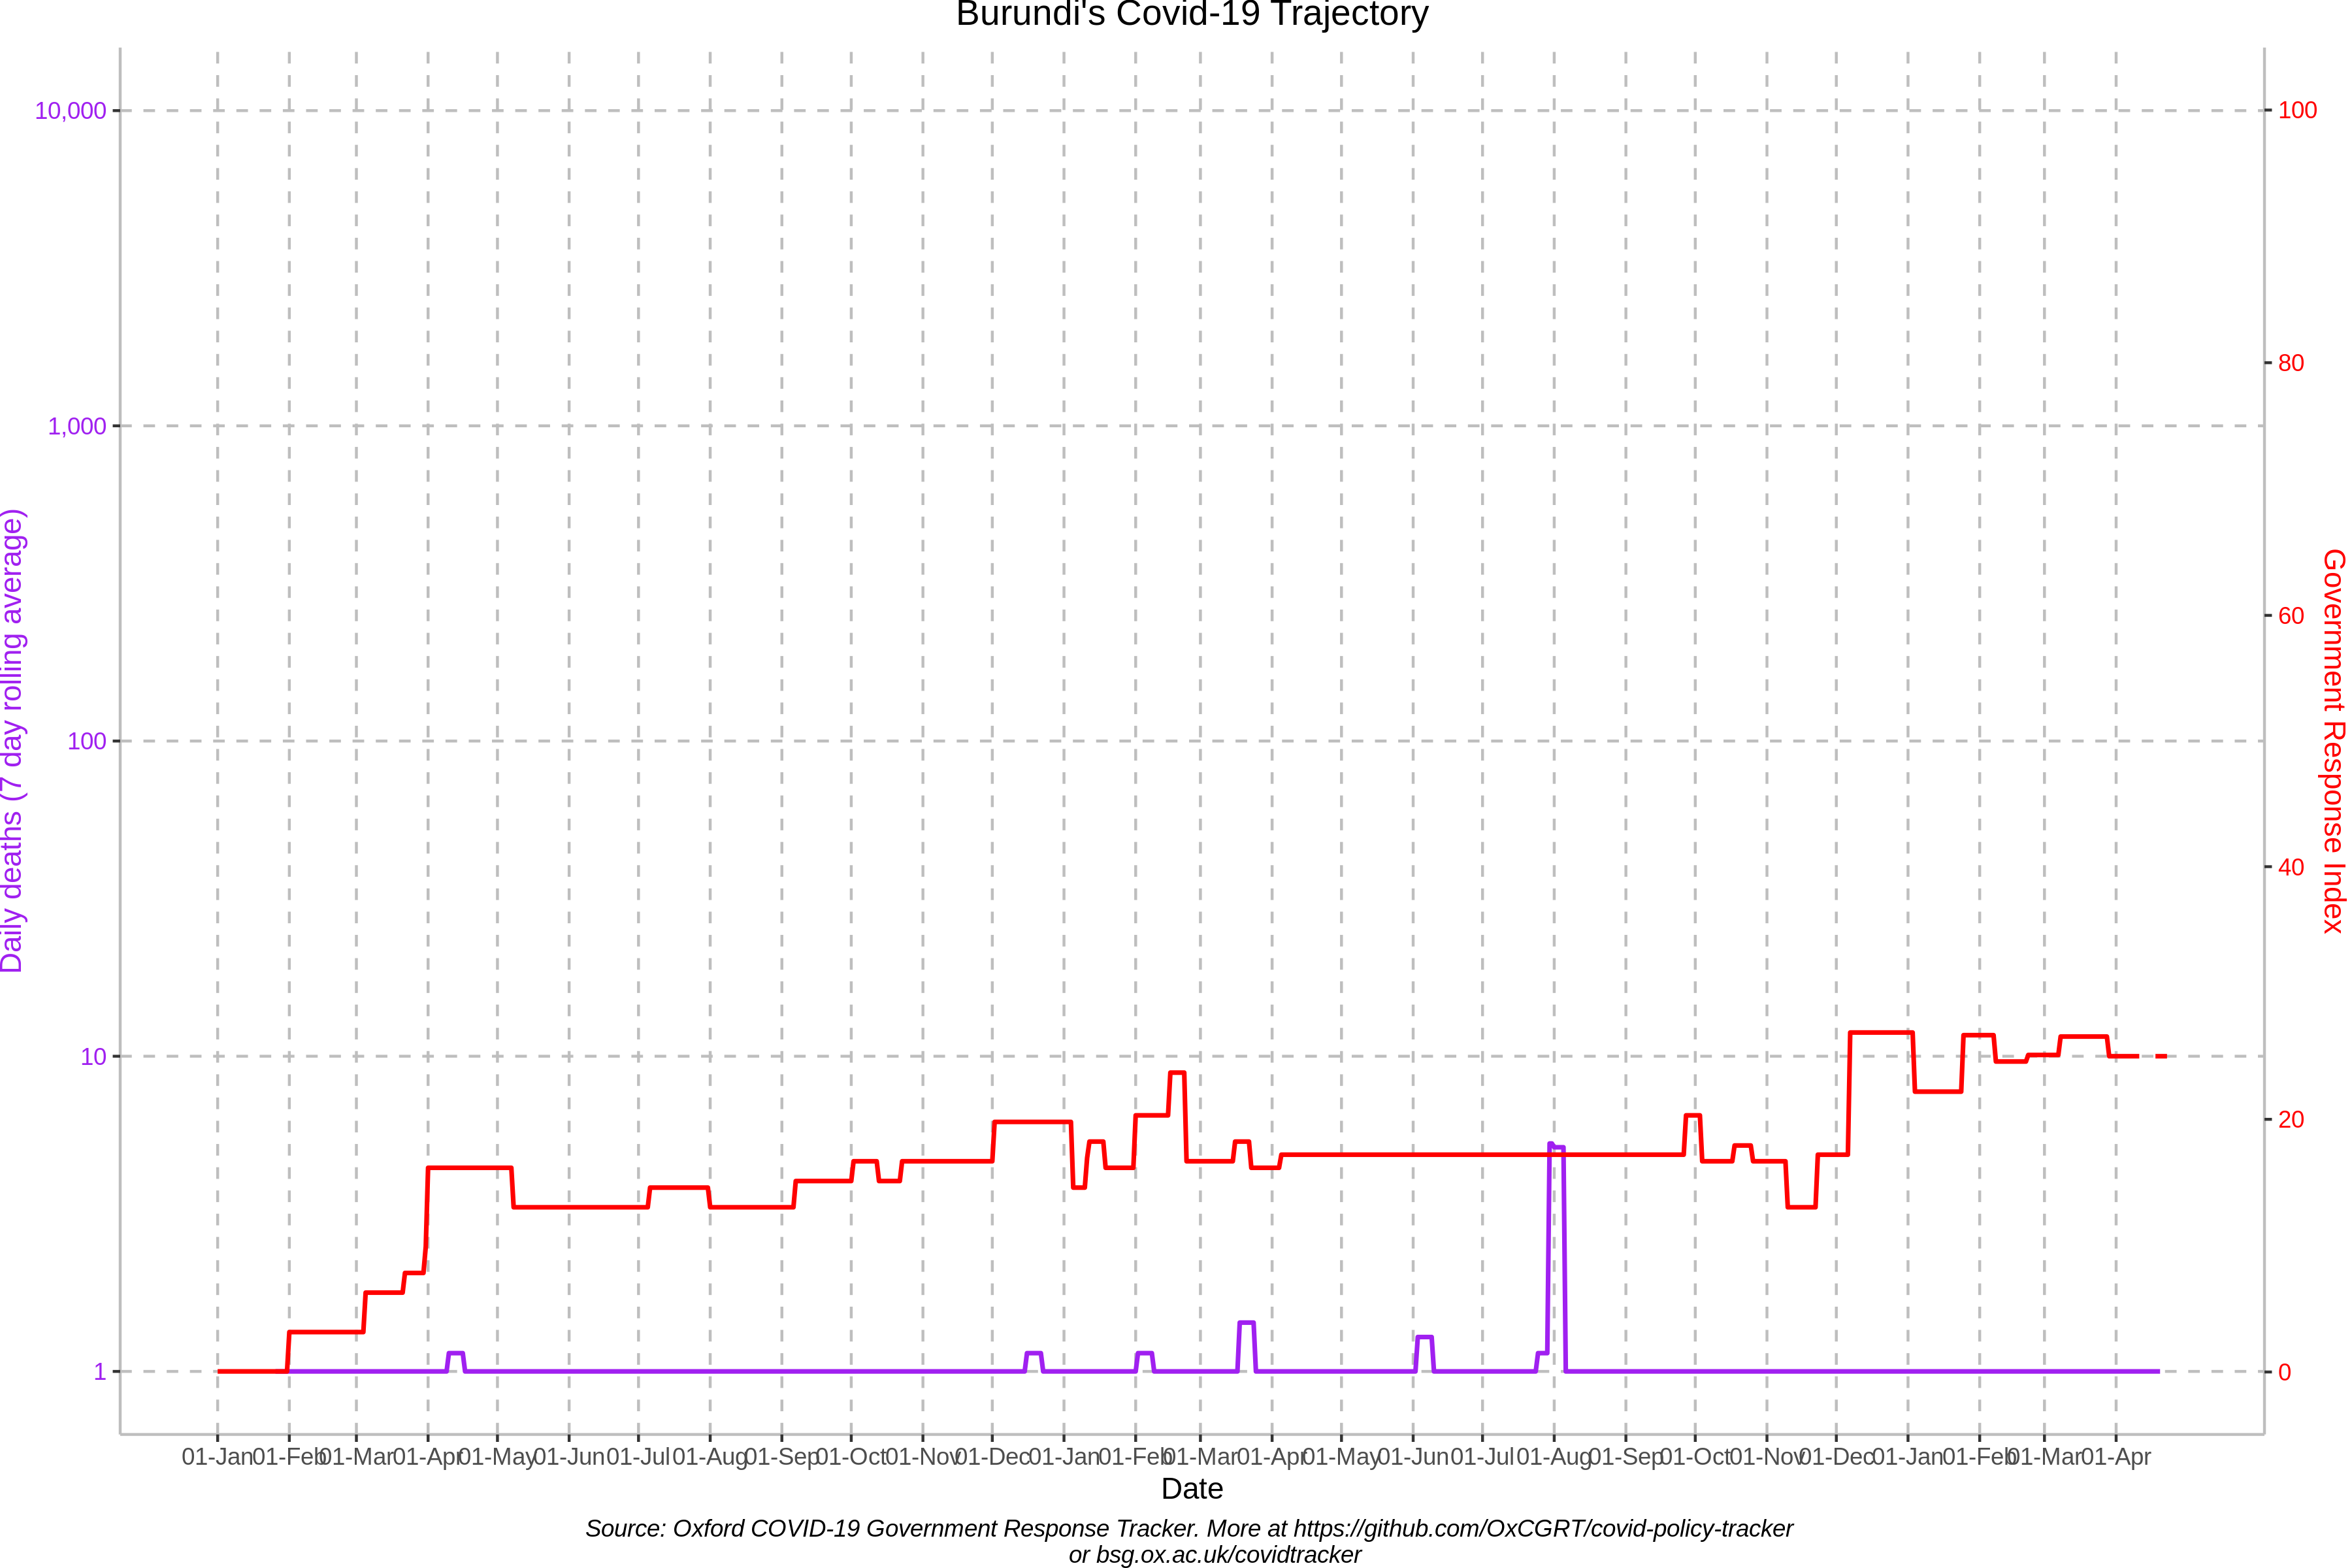 Burundi's Covid-19 Trajectory
10,000
1,000
100
10
1
Daily deaths (7 day rolling average)
100
80
60
40
20
0
Government Response Index
01-Jan 01-Feb 01-Mar 01-Apr 01-May 01-Jun 01-Jul 01-Aug 01-Sep 01-Oct 01-Nov 01-Dec 01-Jan 01-Feb 01-Mar 01-Apr 01-May 01-Jun 01-Jul 01-Aug 01-Sep 01-Oct 01-Nov 01-Dec 01-Jan 01-Feb 01-Mar 01-Apr
Date
Source: Oxford COVID-19 Government Response Tracker. More at https://github.com/OxCGRT/covid-policy-tracker
or bsg.ox.ac.uk/covidtracker